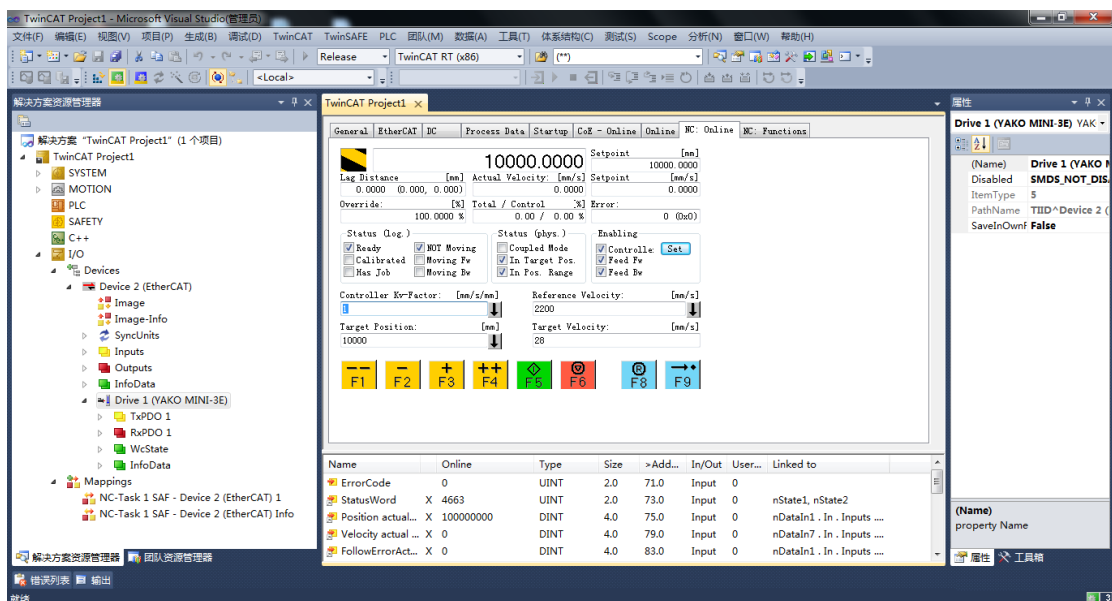 TwinCAT Project1 - Microsoft Visual Studio(管理员)
文件(F) 编辑(E) 视图(V) 项目(P) 生成(B) 调试(D) TwinCAT TwinSAFE PLC 团队(M) 数据(A) 工具(T) 体系结构(C) 测试(S) Scope 分析(N) 窗口(W) 帮助(H)
Release TwinCAT RT (x86) (**)
<Local>
解决方案资源管理器
解决方案 "TwinCAT Project1" (1 个项目)
TwinCAT Project1
SYSTEM
MOTION
PLC
SAFETY
C++
I/O
Devices
Device 2 (EtherCAT)
Image
Image-Info
SyncUnits
Inputs
Outputs
InfoData
Drive 1 (YAKO MINI-3E)
TxPDO 1
RxPDO 1
WcState
InfoData
Mappings
NC-Task 1 SAF - Device 2 (EtherCAT) 1
NC-Task 1 SAF - Device 2 (EtherCAT) Info
解决方案资源管理器 团队资源管理器
TwinCAT Project1
General EtherCAT DC Process Data Startup CoE - Online Online NC: Online NC: Functions
10000.0000
Setpoint [mm]
10000.0000
Lag Distance [mm] Actual Velocity: [mm/s] Setpoint [mm/s]
0.0000 (0.000, 0.000) 0.0000 0.0000
Override: [%] Total / Control [%] Error:
100.0000 % 0.00 / 0.00 % 0 (0x0)
Status (log.) Status (phys.) Enabling
Ready NOT Moving Coupled Mode Controlle Set
Calibrated Moving Fw In Target Pos. Feed Fw
Has Job Moving Bw In Pos. Range Feed Bw
Controller Kv-Factor: [mm/s/mm] Reference Velocity: [mm/s]
1 2200
Target Position: [mm] Target Velocity: [mm/s]
10000 28
-- - + ++
F1 F2 F3 F4 F5 F6 F8 F9
Name Online Type Size >Add... In/Out User... Linked to
ErrorCode 0 UINT 2.0 71.0 Input 0
StatusWord X 4663 UINT 2.0 73.0 Input 0 nState1, nState2
Position actual... X 100000000 DINT 4.0 75.0 Input 0 nDataIn1 . In . Inputs ....
Velocity actual ... X 0 DINT 4.0 79.0 Input 0 nDataIn7 . In . Inputs ....
FollowErrorAct... X 0 DINT 4.0 83.0 Input 0 nDataIn1 . In . Inputs ....
属性
Drive 1 (YAKO MINI-3E) YAK
(Name) Drive 1 (YAKO M
Disabled SMDS_NOT_DIS
ItemType 5
PathName TIID^Device 2 (
SaveInOwnF False
(Name)
property Name
属性 工具箱
错误列表 输出
就绪